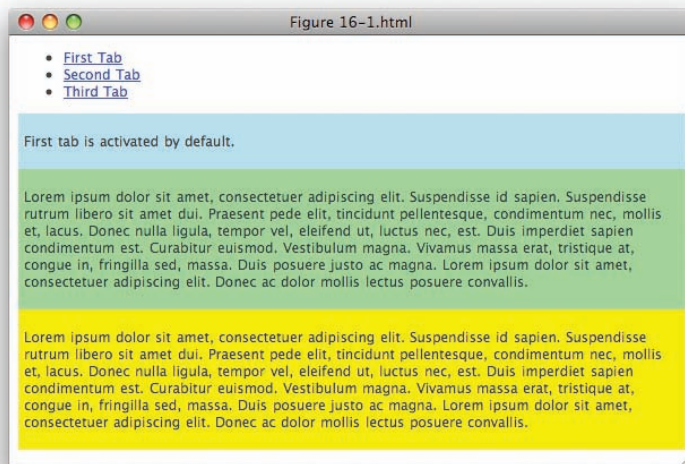 Figure 16-1.html
First Tab
Second Tab
Third Tab
First tab is activated by default.
Lorem ipsum dolor sit amet, consectetuer adipiscing elit. Suspendisse id sapien. Suspendisse
rutrum libero sit amet dui. Praesent pede elit, tincidunt pellentesque, condimentum nec, mollis
et, lacus. Donec nulla ligula, tempor vel, eleifend ut, luctus nec, est. Duis imperdiet sapien
condimentum est. Curabitur euismod. Vestibulum magna. Vivamus massa erat, tristique at,
congue in, fringilla sed, massa. Duis posuere justo ac magna. Lorem ipsum dolor sit amet,
consectetuer adipiscing elit. Donec ac dolor mollis lectus posuere convallis.
Lorem ipsum dolor sit amet, consectetuer adipiscing elit. Suspendisse id sapien. Suspendisse
rutrum libero sit amet dui. Praesent pede elit, tincidunt pellentesque, condimentum nec, mollis
et, lacus. Donec nulla ligula, tempor vel, eleifend ut, luctus nec, est. Duis imperdiet sapien
condimentum est. Curabitur euismod. Vestibulum magna. Vivamus massa erat, tristique at,
congue in, fringilla sed, massa. Duis posuere justo ac magna. Lorem ipsum dolor sit amet,
consectetuer adipiscing elit. Donec ac dolor mollis lectus posuere convallis.